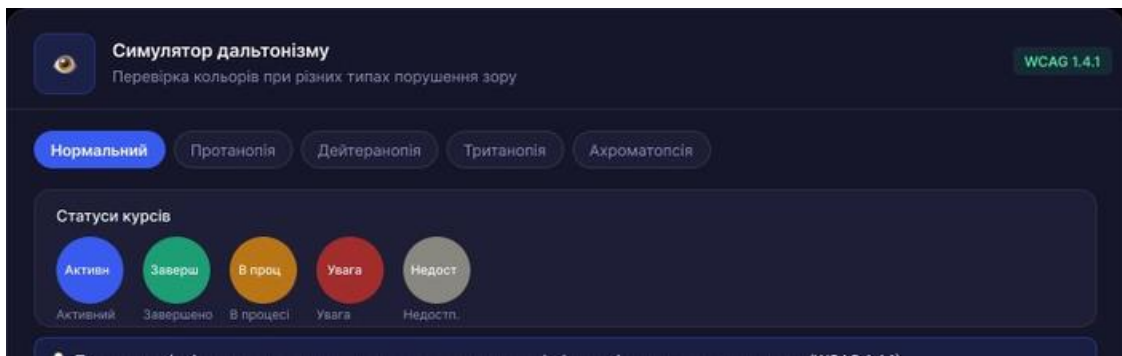 Симулятор дальтонізму
Перевірка кольорів при різних типах порушення зору
WCAG 1.4.1
Нормальний Протанопія Дейтеранопія Тританопія Ахроматопсія
Статуси курсів
Активн Заверш В проц Увага Недост
Активний Завершено В процесі Увага Недостп.